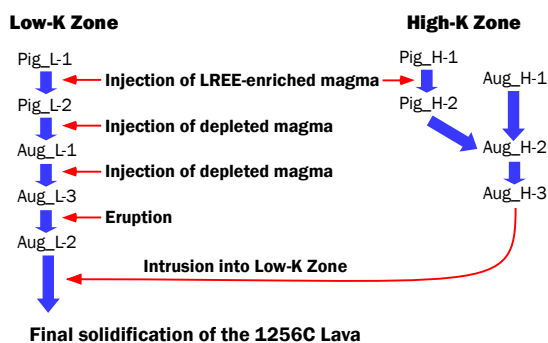 Low-K Zone
High-K Zone
Pig_L-1
Pig_H-1
Injection of LREE-enriched magma
Aug_H-1
Pig_L-2
Pig_H-2
Injection of depleted magma
Aug_L-1
Aug_H-2
Injection of depleted magma
Aug_L-3
Aug_H-3
Eruption
Aug_L-2
Intrusion into Low-K Zone
Final solidification of the 1256C Lava